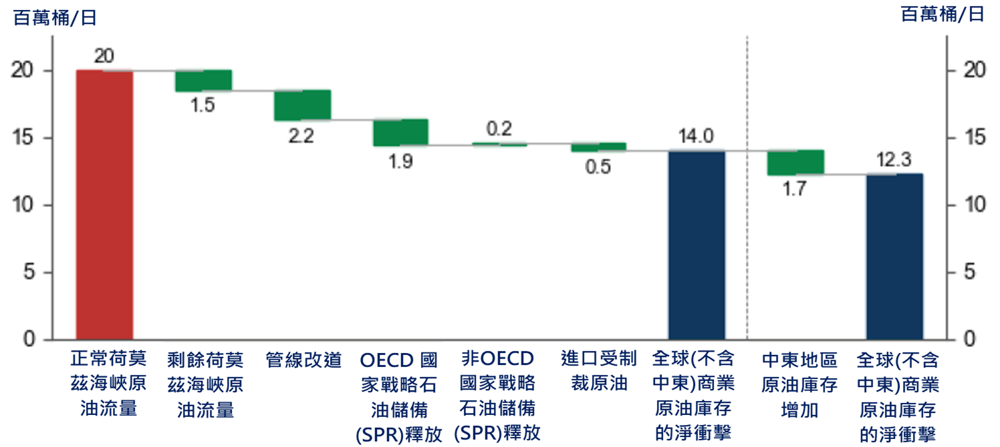 百萬桶/日
百萬桶/日
20
15
10
5
0
20
1.5
2.2
1.9
0.2
0.5
14.0
1.7
12.3
20
15
10
5
0
正常荷莫
茲海峽原
油流量
剩餘荷莫
茲海峽原
油流量
管線改道
OECD 國
家戰略石
油儲備
(SPR)釋放
非OECD
國家戰略
石油儲備
(SPR)釋放
進口受制
裁原油
全球(不含
中東)商業
原油庫存
的淨衝擊
中東地區
原油庫存
增加
全球(不含
中東)商業
原油庫存
的淨衝擊